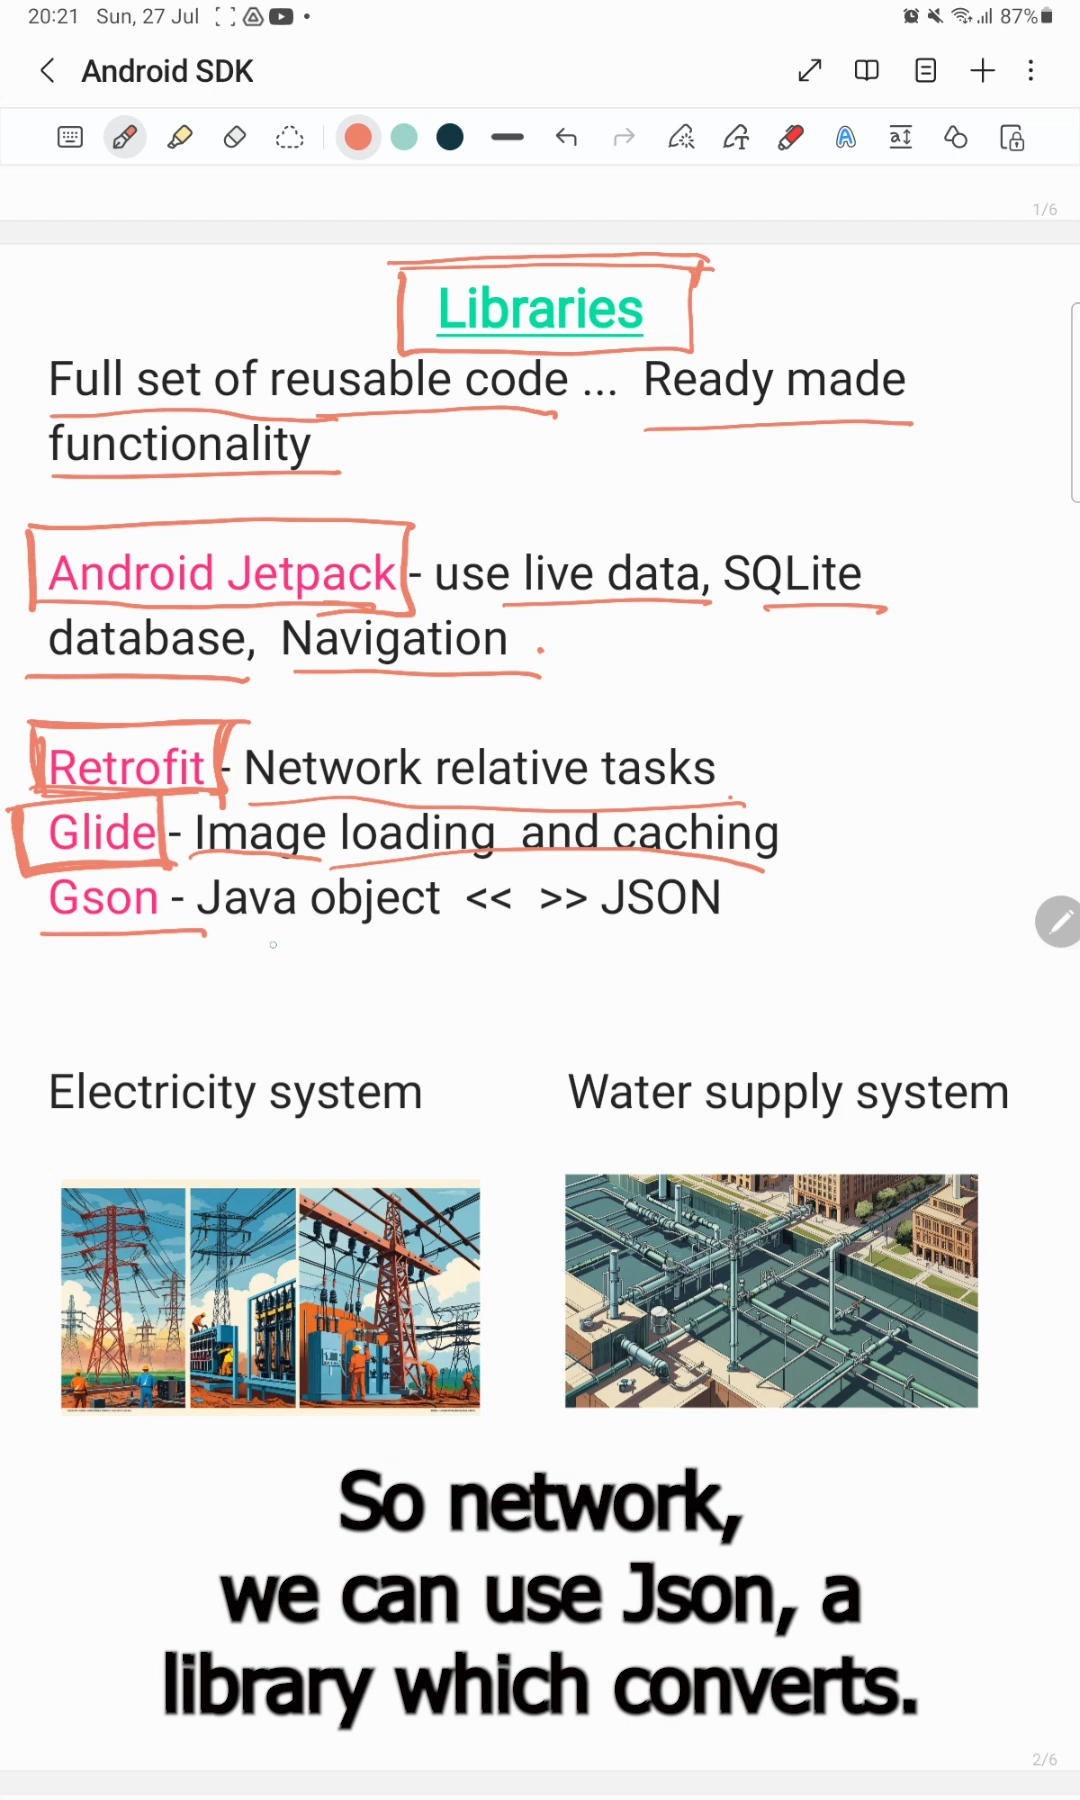 20:21 Sun, 27 Jul
87%
Android SDK
1/6
Libraries
Full set of reusable code ... Ready made
functionality
Android Jetpack - use live data, SQLite
database, Navigation
Retrofit - Network relative tasks
Glide - Image loading and caching
Gson - Java object << >> JSON
Electricity system
Water supply system
So network,
we can use Json, a
library which converts.
2/6